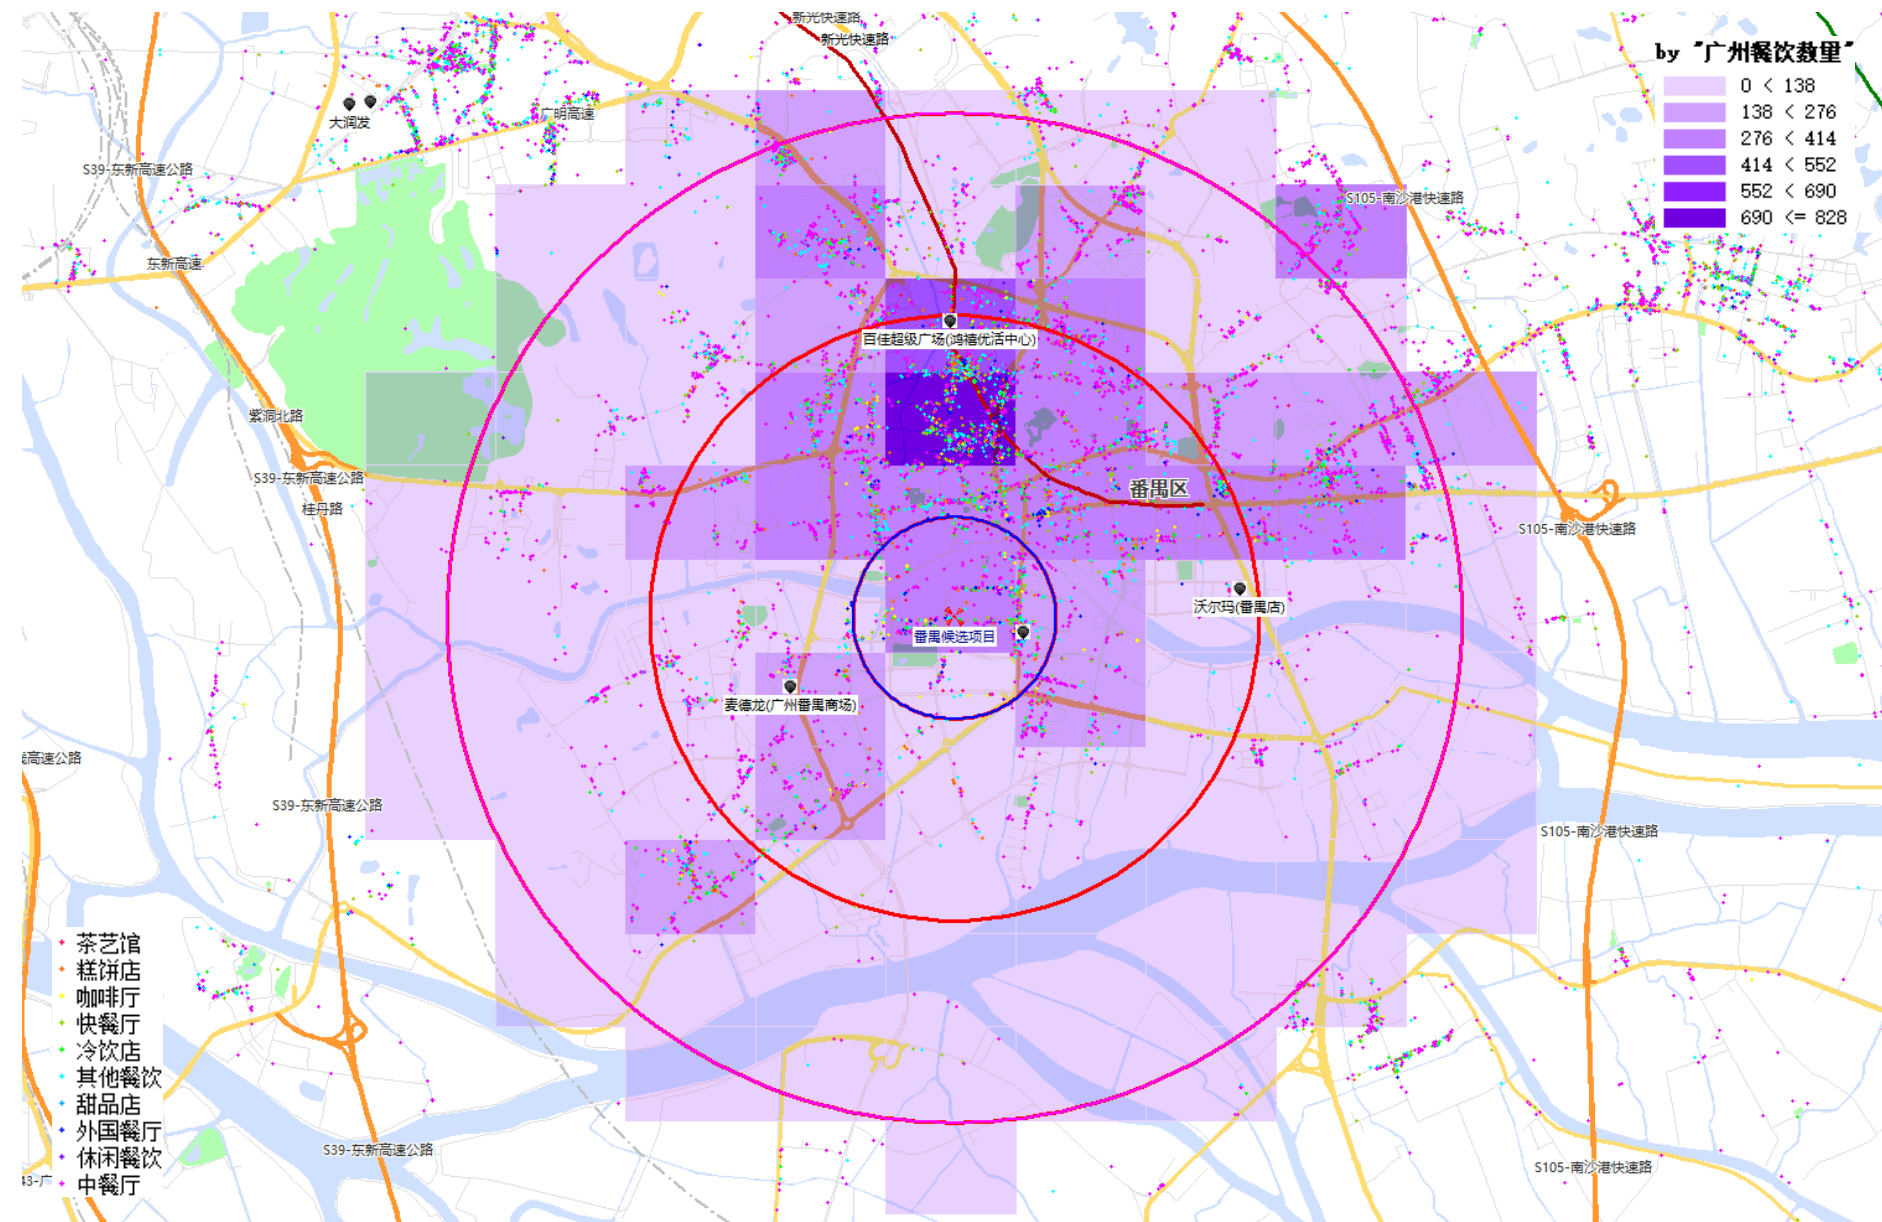 新光快速路
新光快速路
by "广州餐饮数里"
0 < 138
138 < 276
276 < 414
414 < 552
552 < 690
690 <= 828
大润发
广明高速
S39-东新高速公路
S105-南沙港快速路
东新高速
百佳超级广场(鸿禧优活中心)
紫洞北路
S39-东新高速公路
番禺区
桂丹路
S105-南沙港快速路
沃尔玛(番禺店)
番禺候选项目
麦德龙(广州番禺商场)
高速公路
S39-东新高速公路
S105-南沙港快速路
茶艺馆
糕饼店
咖啡厅
快餐厅
冷饮店
其他餐饮
甜品店
外国餐厅
休闲餐饮
中餐厅
S39-东新高速公路
S105-南沙港快速路